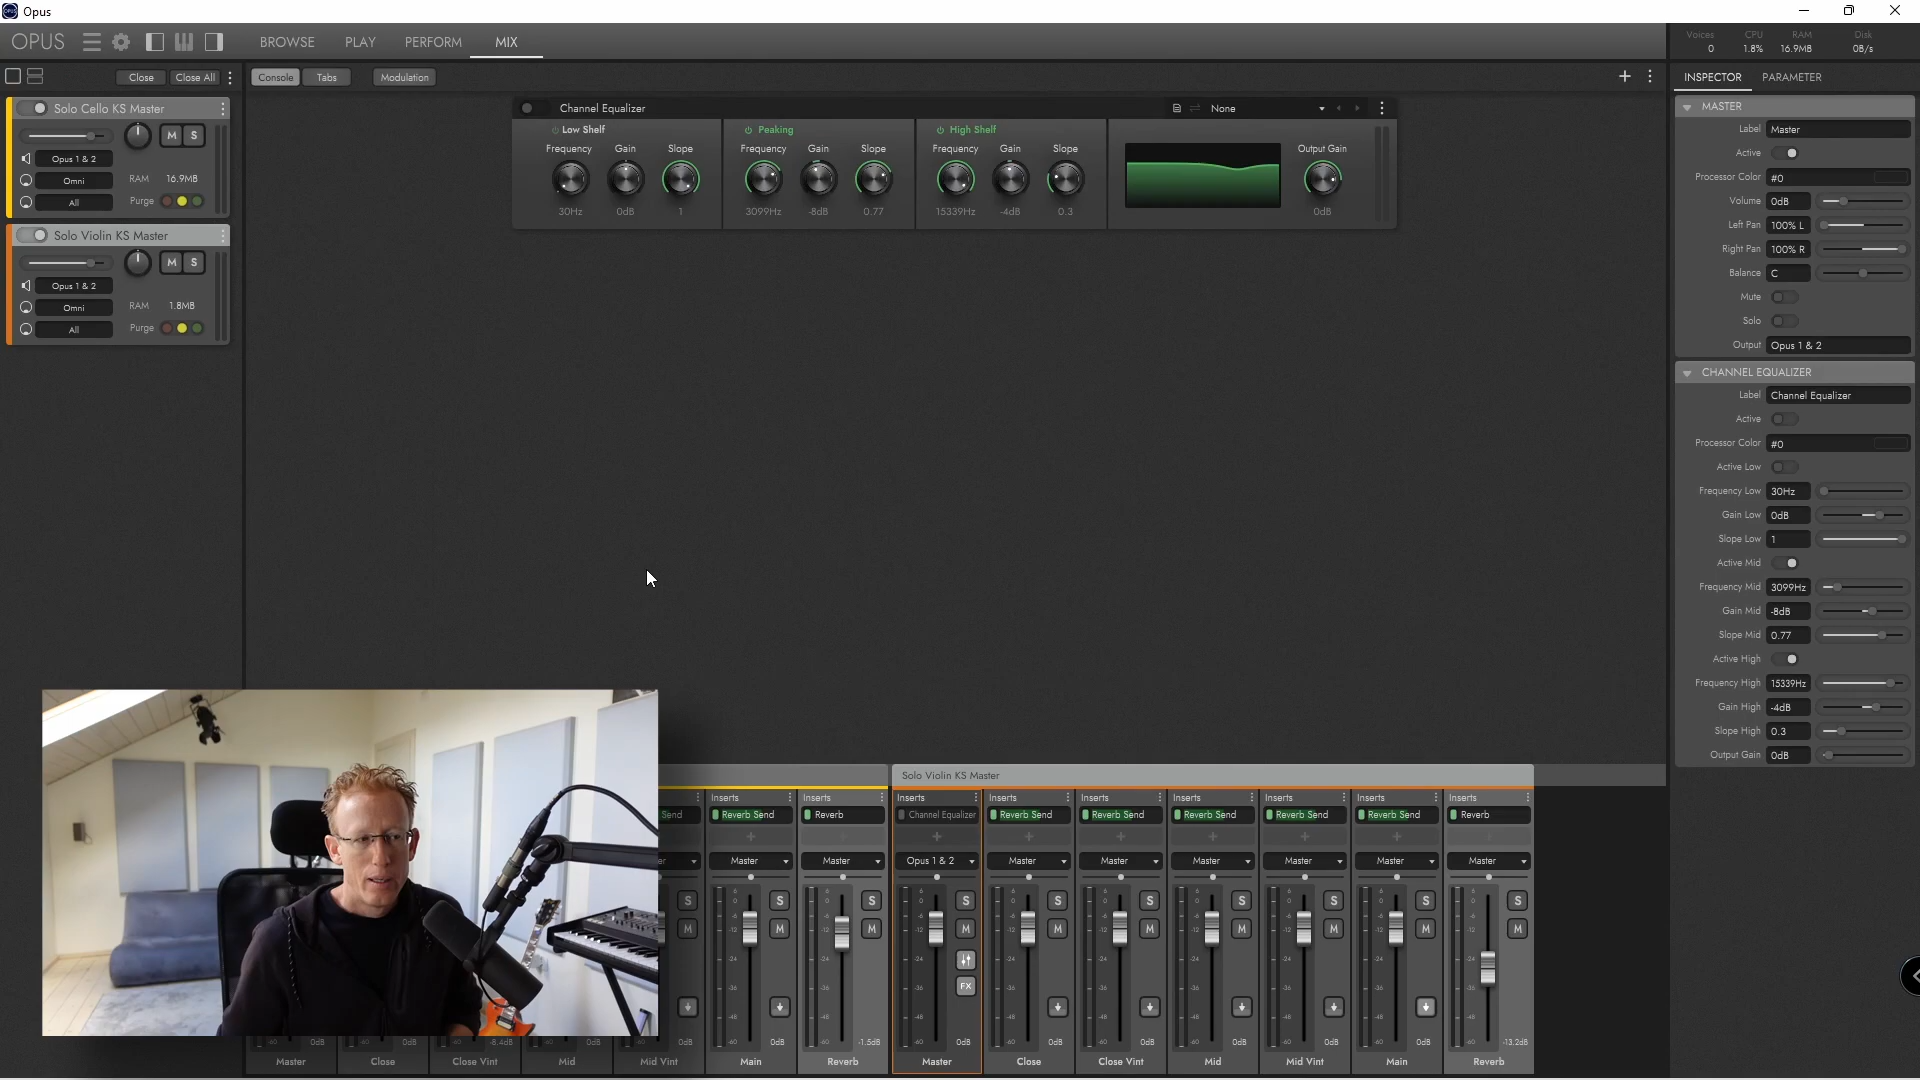 Opus
OPUS BROWSE PLAY PERFORM MIX
Voices CPU RAM Disk
0 1.8% 16.9MB 0B/s
Close Close All
Console Tabs Modulation
INSPECTOR PARAMETER
Solo Cello KS Master
M S
Opus 1 & 2
Omni RAM 16.9MB
All Purge
Solo Violin KS Master
M S
Opus 1 & 2
Omni RAM 1.8MB
All Purge
Channel Equalizer None
Low Shelf Peaking High Shelf
Frequency Gain Slope Frequency Gain Slope Frequency Gain Slope Output Gain
30Hz 0dB 1 3099Hz -8dB 0.77 15339Hz -4dB 0.3 0dB
MASTER
Label Master
Active
Processor Color #0
Volume 0dB
Left Pan 100% L
Right Pan 100% R
Balance C
Mute
Solo
Output Opus 1 & 2
CHANNEL EQUALIZER
Label Channel Equalizer
Active
Processor Color #0
Active Low
Frequency Low 30Hz
Gain Low 0dB
Slope Low 1
Active Mid
Frequency Mid 3099Hz
Gain Mid -8dB
Slope Mid 0.77
Active High
Frequency High 15339Hz
Gain High -4dB
Slope High 0.3
Output Gain 0dB
Solo Violin KS Master
Inserts Inserts Inserts Inserts Inserts Inserts Inserts Inserts Inserts
Send Reverb Send Reverb Channel Equalizer Reverb Send Reverb Send Reverb Send Reverb Send Reverb Send Reverb
Master Master Opus 1 & 2 Master Master Master Master Master Master
S S S S S S S S S S
M M M M M M M M M M
FX
0dB 0dB -8.4dB 0dB 0dB 0dB -1.5dB 0dB 0dB 0dB 0dB 0dB 0dB -13.2dB
Master Close Close Vint Mid Mid Vint Main Reverb Master Close Close Vint Mid Mid Vint Main Reverb